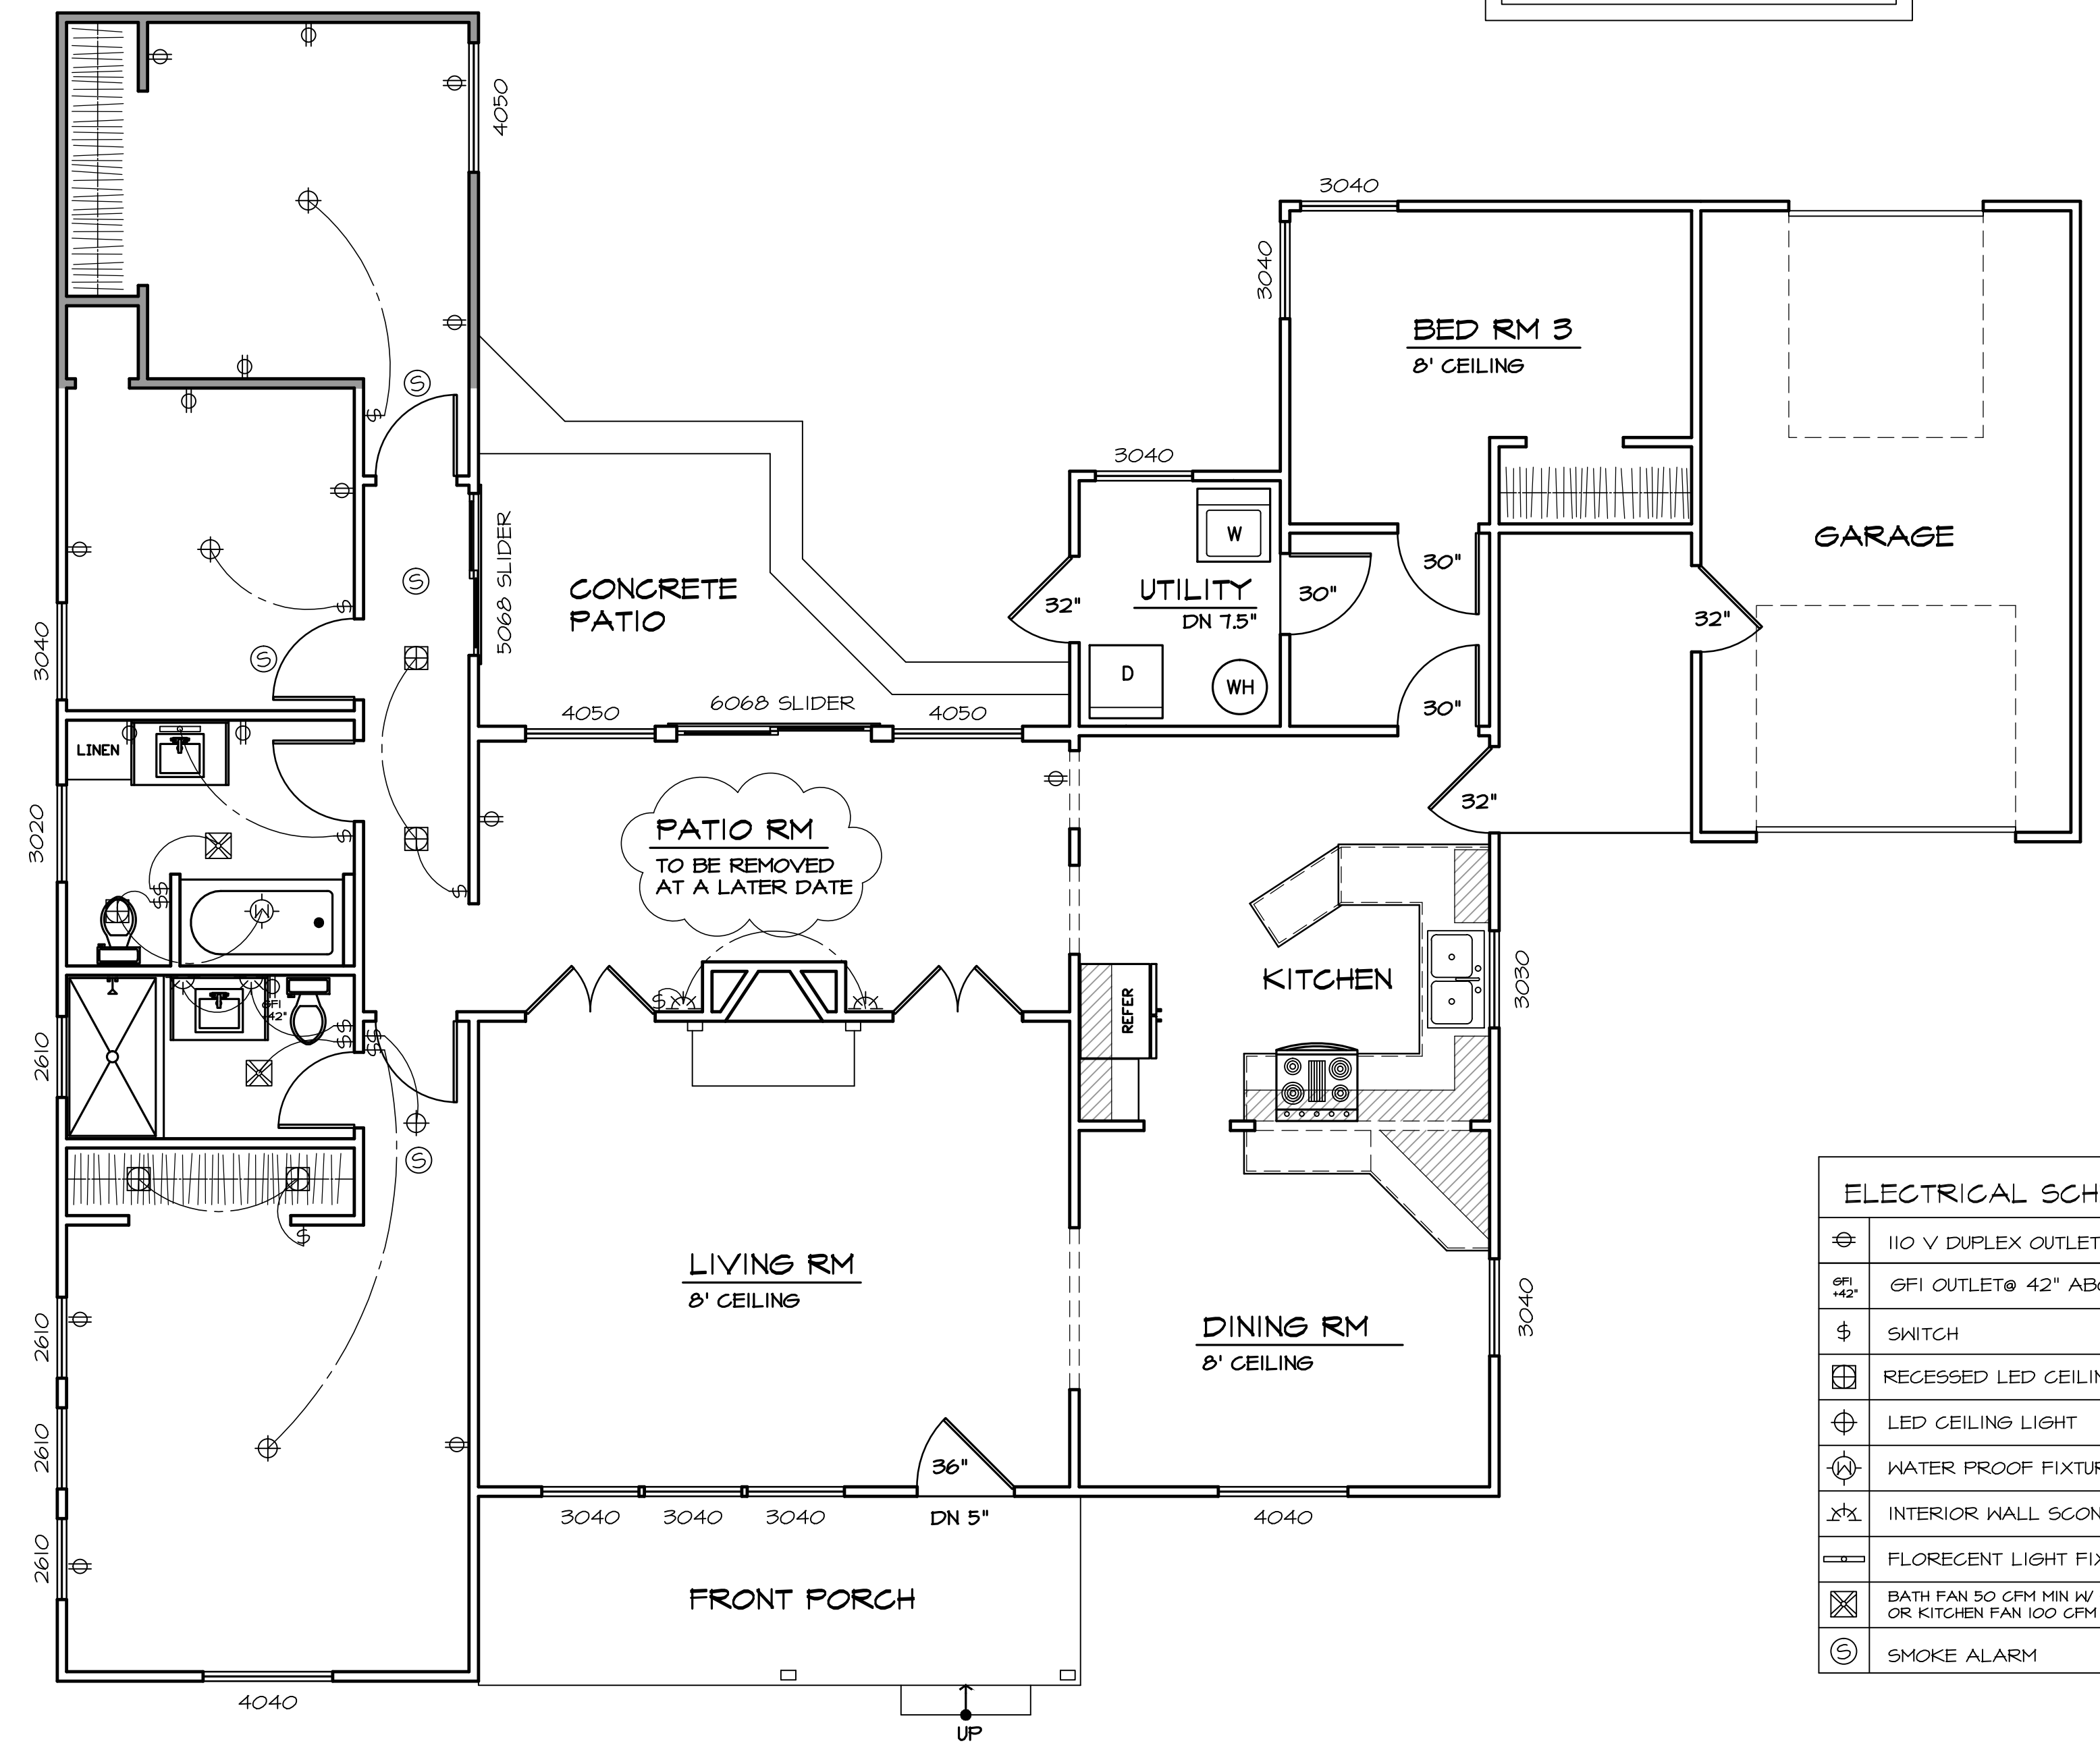 4050
3040
3040
BED RM 3
8' CEILING
GARAGE
3040
5068 SLIDER
CONCRETE
PATIO
W
30"
30"
32"
UTILITY
DN 7.5"
32"
D
WH
30"
6068 SLIDER
4050
4050
3040
S
S
S
$
$
LINEN
3020
$
$$
$$
W
$
PATIO RM
TO BE REMOVED
AT A LATER DATE
32"
KITCHEN
REFER
3030
GFI
42"
$$
$$
$$
$
2610
S
$
LIVING RM
8' CEILING
DINING RM
8' CEILING
3040
2610
2610
2610
36"
3040
3040
3040
DN 5"
4040
FRONT PORCH
4040
UP
ELECTRICAL SCH
110 V DUPLEX OUTLET
GFI
+42"
GFI OUTLET@ 42" AB
$
SWITCH
RECESSED LED CEILIN
LED CEILING LIGHT
W
WATER PROOF FIXTUR
INTERIOR WALL SCON
FLORECENT LIGHT FIX
BATH FAN 50 CFM MIN W/
OR KITCHEN FAN 100 CFM
S
SMOKE ALARM